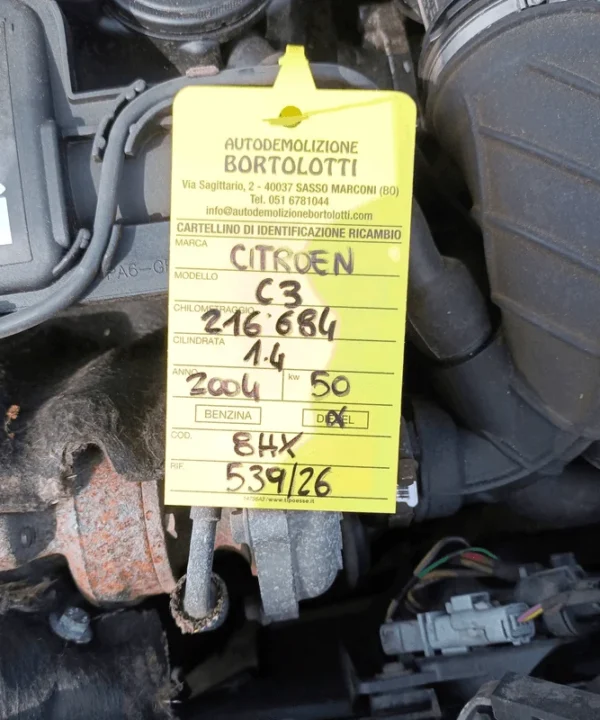 AUTODEMOLIZIONE
BORTOLOTTI
Via Sagittario, 2 - 40037 SASSO MARCONI (BO)
Tel. 051 6781044
info@autodemolizionebortolotti.com
CARTELLINO DI IDENTIFICAZIONE RICAMBIO
MARCA CITROEN
MODELLO C3
CHILOMETRAGGIO 216684
CILINDRATA 1.4
ANNO 2004 kw 50
BENZINA DIESEL
COD. 8HX
RIF. 539/26
PA6-G